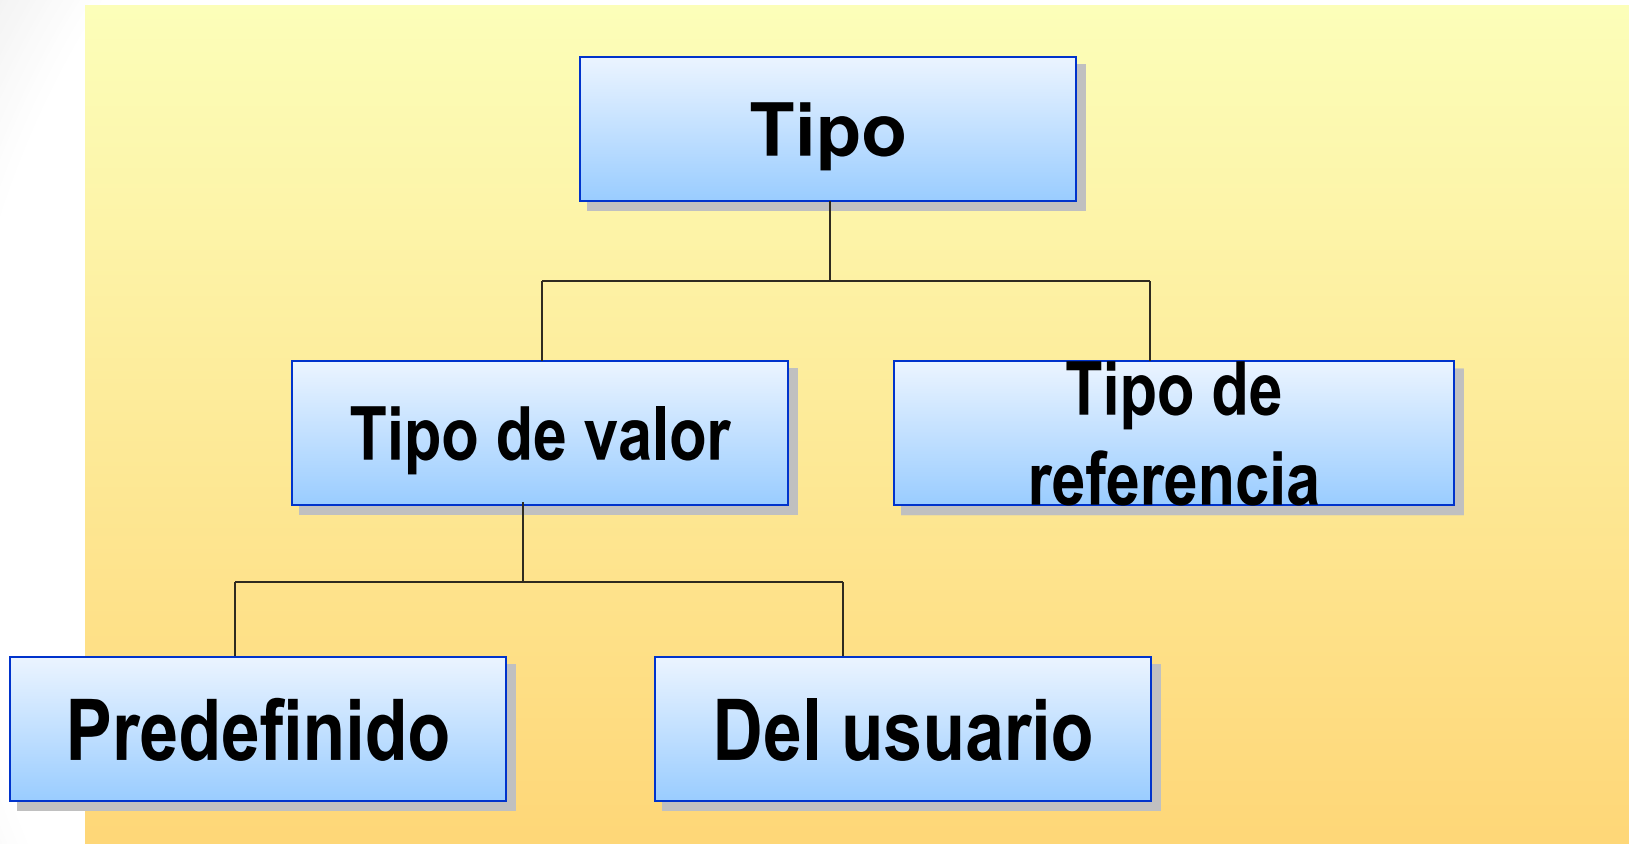 Tipo
Tipo de valor
Tipo de
referencia
Predefinido
Del usuario